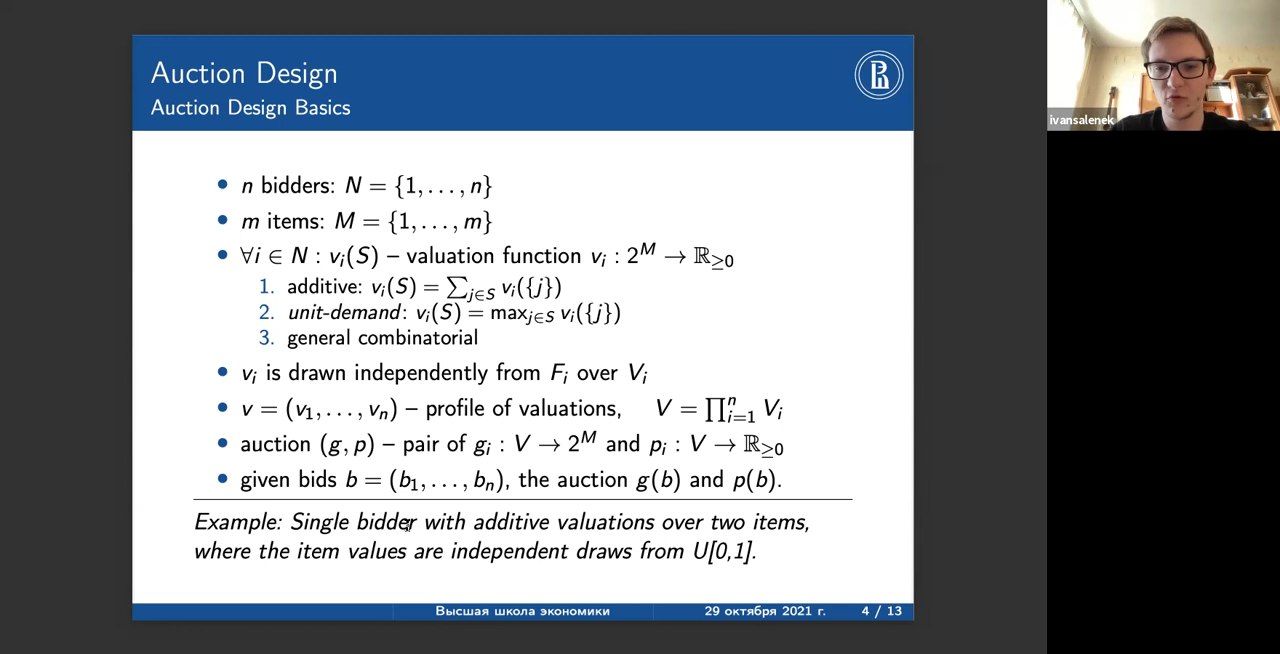 Auction Design
Auction Design Basics
• n bidders: N = {1, . . . , n}
• m items: M = {1, . . . , m}
• ∀i ∈ N : vᵢ(S) – valuation function vᵢ : 2ᴹ → ℝ≥0
1. additive: vᵢ(S) = ∑j∈S vᵢ({j})
2. unit-demand: vᵢ(S) = maxj∈S vᵢ({j})
3. general combinatorial
• vᵢ is drawn independently from Fᵢ over Vᵢ
• v = (v₁, . . . , vₙ) – profile of valuations, V = ∏ⁿᵢ₌₁ Vᵢ
• auction (g, p) – pair of gᵢ : V → 2ᴹ and pᵢ : V → ℝ≥0
• given bids b = (b₁, . . . , bₙ), the auction g(b) and p(b).
Example: Single bidder with additive valuations over two items,
where the item values are independent draws from U[0,1].
Высшая школа экономики 29 октября 2021 г. 4 / 13
ivansalenek